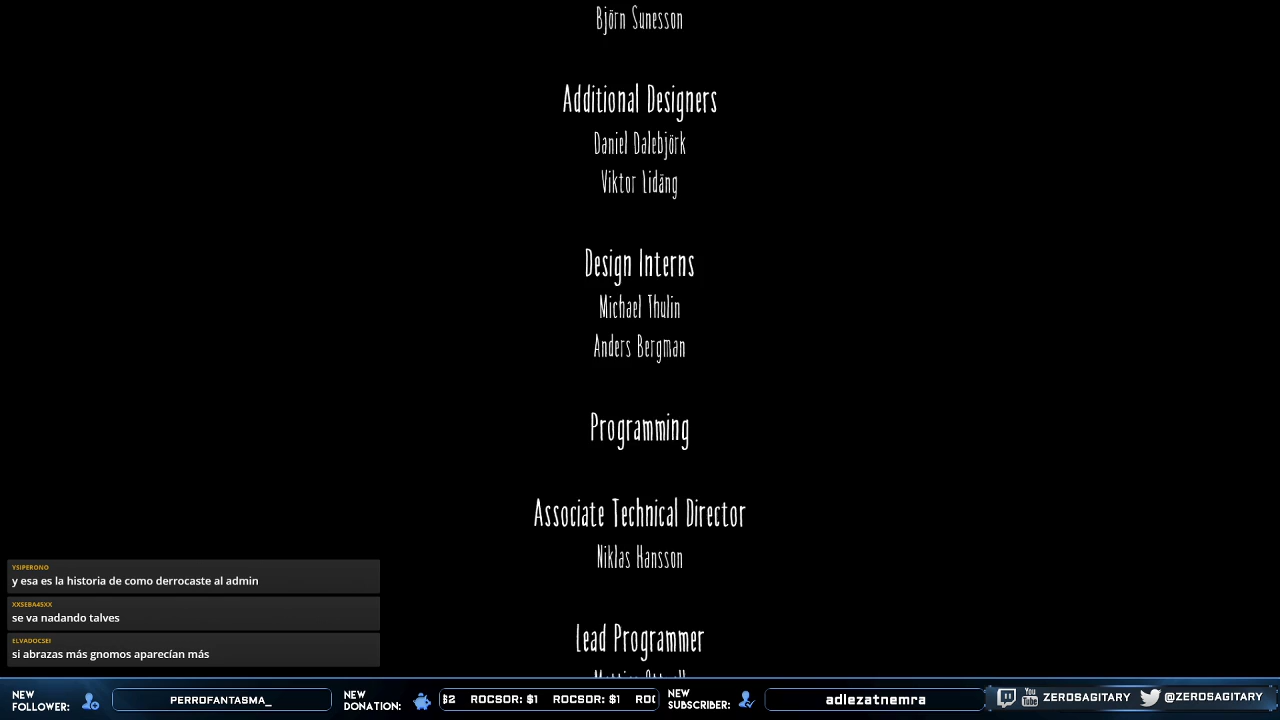 Björn Sunesson
Additional Designers
Daniel Dalebjörk
Viktor Lidäng
Design Interns
Michael Thulin
Anders Bergman
Programming
Associate Technical Director
Niklas Hansson
Lead Programmer
YSIPERONO
y esa es la historia de como derrocaste al admin
XXSEBA45XX
se va nadando talves
ELVADOCSEI
si abrazas más gnomos aparecían más
NEW FOLLOWER:
PERROFANTASMA_
NEW DONATION:
$2 ROCSOR: $1 ROCSOR: $1
NEW SUBSCRIBER:
adlezatnemra
You Tube
ZEROSAGITARY
@ZEROSAGITARY